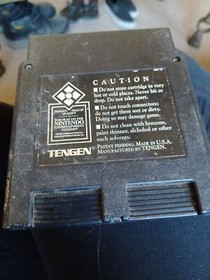 CAUTION
■ Do not store cartridge in very
hot or cold places. Never hit or
drop. Do not take apart.
■ Do not touch connectors;
do not get them wet or dirty.
Doing so may damage game.
■ Do not clean with benzene,
paint thinner, alchohol or other
such solvents.
PATENT PENDING. MADE IN U.S.A.
MANUFACTURED BY TENGEN.
NINTENDO
TENGEN